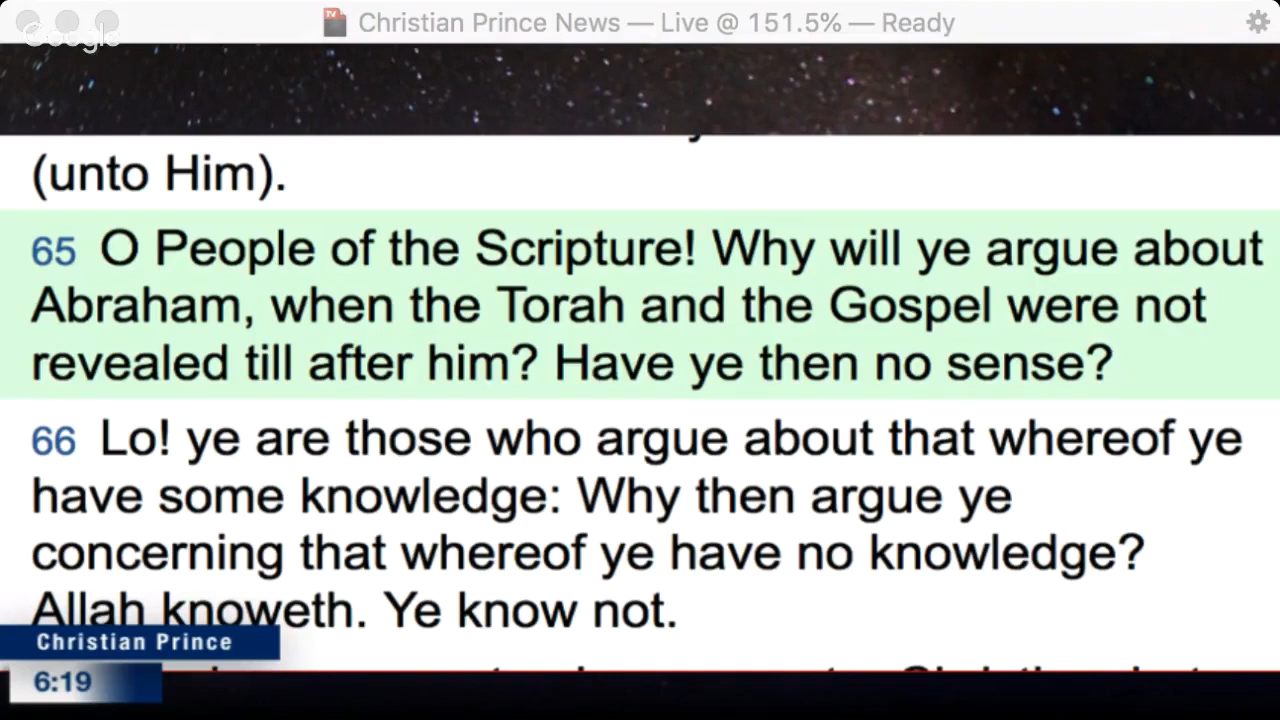 Christian Prince News — Live @ 151.5% — Ready
Google
(unto Him).
65 O People of the Scripture! Why will ye argue about
Abraham, when the Torah and the Gospel were not
revealed till after him? Have ye then no sense?
66 Lo! ye are those who argue about that whereof ye
have some knowledge: Why then argue ye
concerning that whereof ye have no knowledge?
Allah knoweth. Ye know not.
Christian Prince
6:19